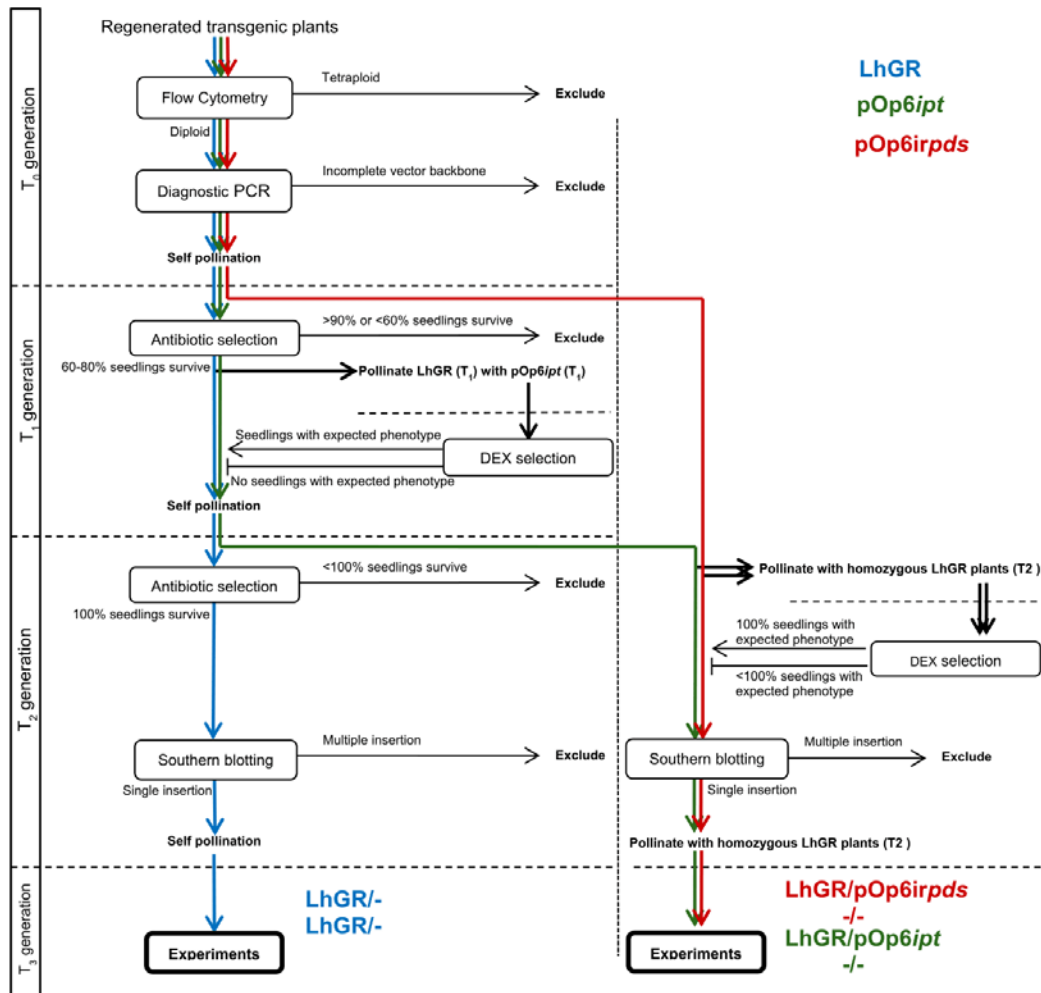 Regenerated transgenic plants
LhGR
pOp6ipt
pOp6irpds
T0 generation
Flow Cytometry
Tetraploid
Exclude
Diploid
Diagnostic PCR
Incomplete vector backbone
Exclude
Self pollination
T1 generation
Antibiotic selection
>90% or <60% seedlings survive
Exclude
60-80% seedlings survive
Pollinate LhGR (T1) with pOp6ipt (T1)
Seedlings with expected phenotype
DEX selection
No seedlings with expected phenotype
Self pollination
T2 generation
Antibiotic selection
<100% seedlings survive
Exclude
100% seedlings survive
Pollinate with homozygous LhGR plants (T2 )
100% seedlings with
expected phenotype
DEX selection
<100% seedlings with
expected phenotype
Southern blotting
Multiple insertion
Exclude
Single insertion
Southern blotting
Multiple insertion
Exclude
Single insertion
Self pollination
Pollinate with homozygous LhGR plants (T2 )
T3 generation
LhGR/-
LhGR/-
Experiments
LhGR/pOp6irpds
-/-
LhGR/pOp6ipt
-/-
Experiments